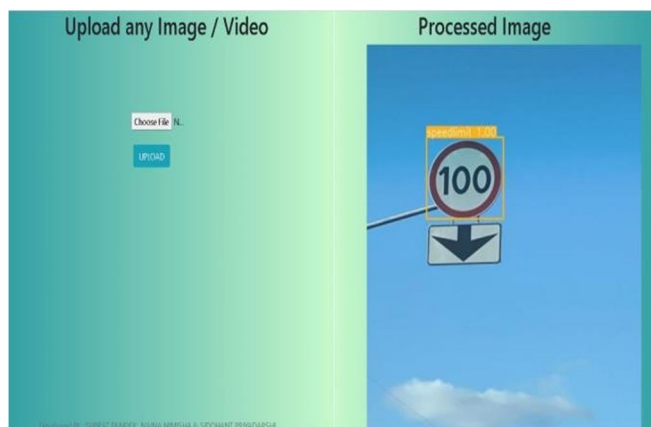 Upload any Image / Video
Choose File N...
UPLOAD
Processed Image
speedlimit 1.00
100